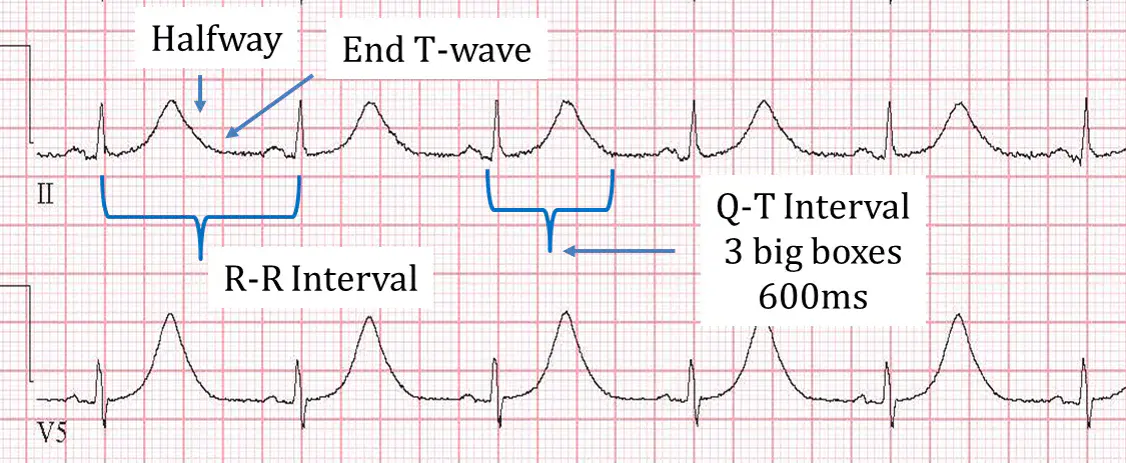 Halfway
End T-wave
II
R-R Interval
Q-T Interval
3 big boxes
600ms
V5